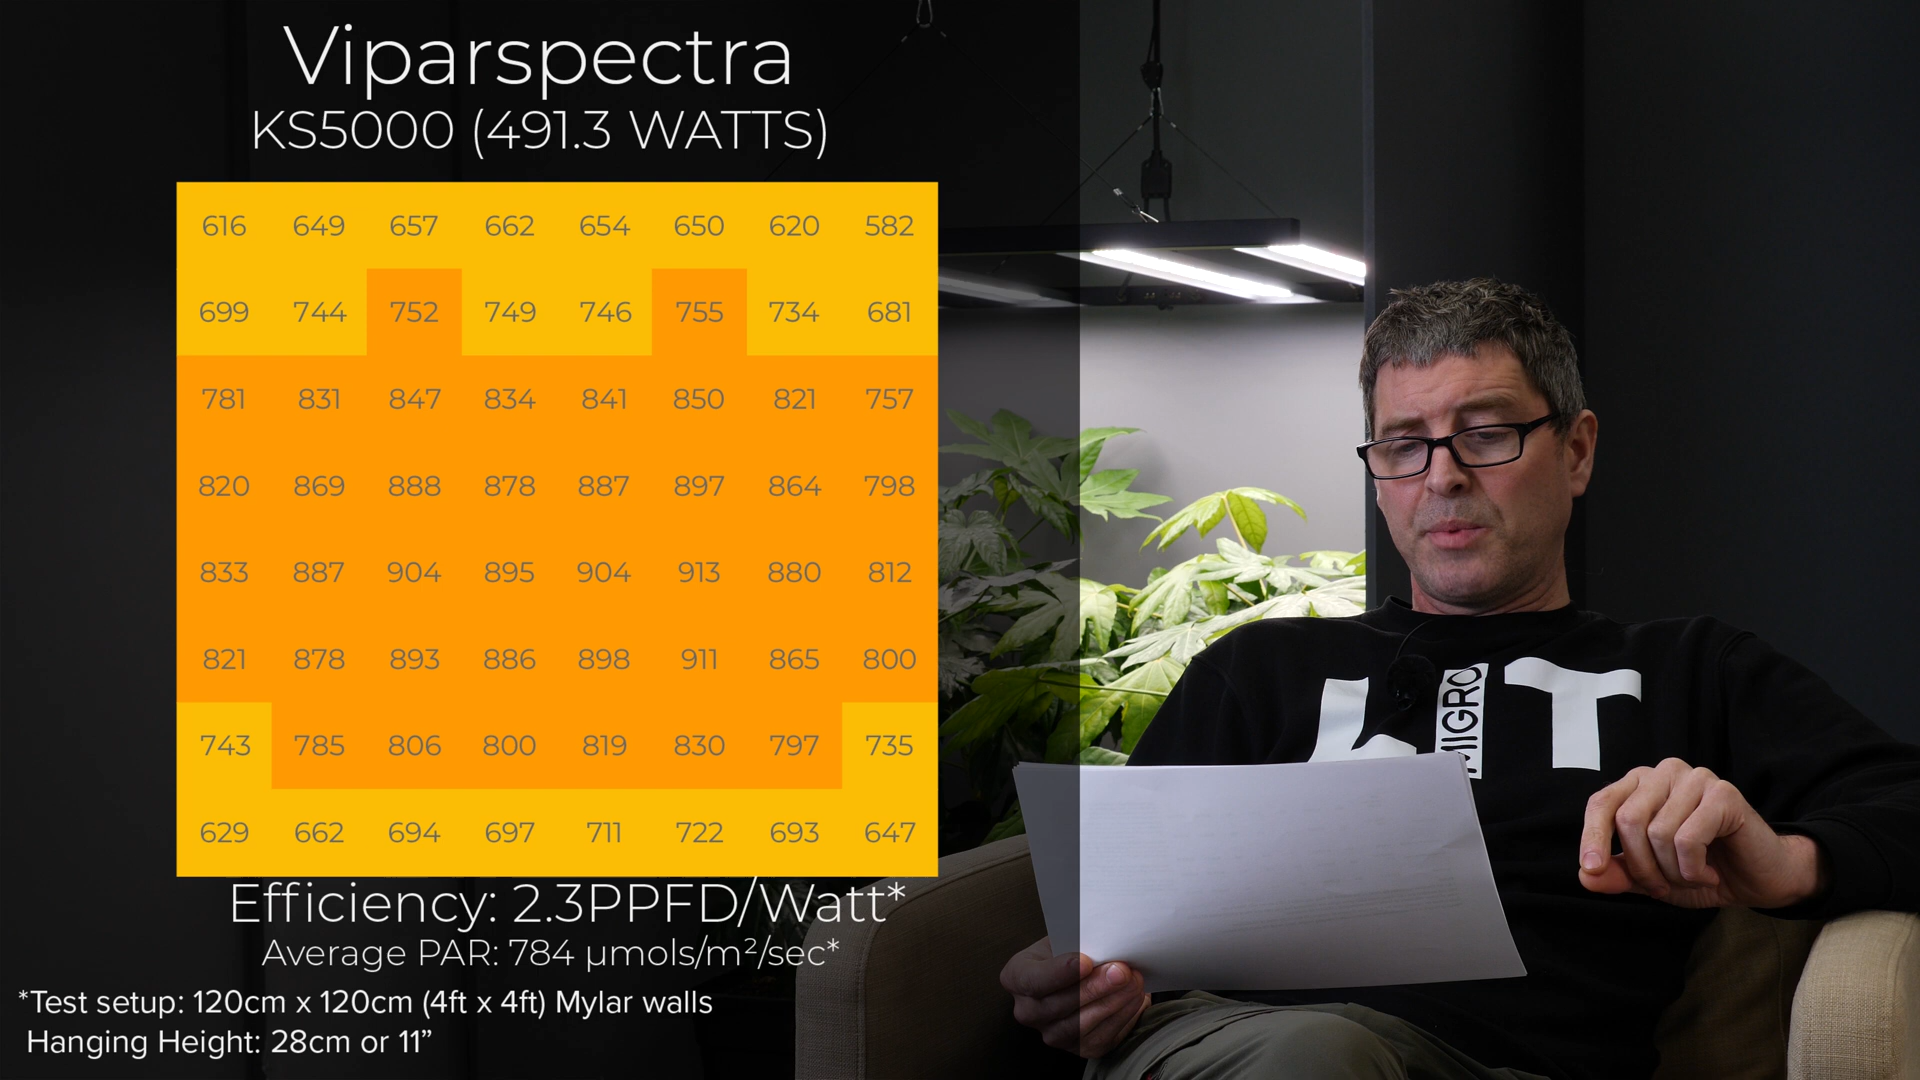 Viparspectra
KS5000 (491.3 WATTS)
616 649 657 662 654 650 620 582
699 744 752 749 746 755 734 681
781 831 847 834 841 850 821 757
820 869 888 878 887 897 864 798
833 887 904 895 904 913 880 812
821 878 893 886 898 911 865 800
743 785 806 800 819 830 797 735
629 662 694 697 711 722 693 647
Efficiency: 2.3PPFD/Watt*
Average PAR: 784 µmols/m²/sec*
*Test setup: 120cm x 120cm (4ft x 4ft) Mylar walls
Hanging Height: 28cm or 11”
MIGRO